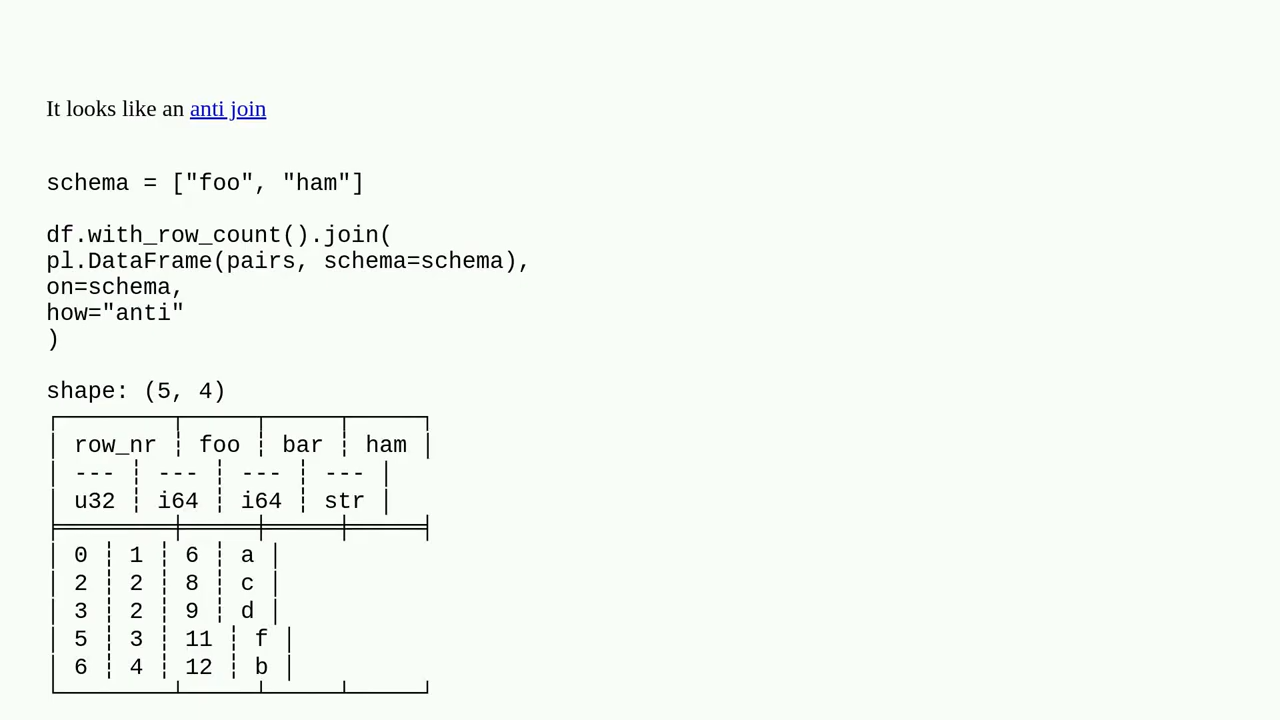 It looks like an anti join
schema = ["foo", "ham"]
df.with_row_count().join(
pl.DataFrame(pairs, schema=schema),
on=schema,
how="anti"
)
shape: (5, 4)
┌─────────┬─────┬─────┬─────┐
│ row_nr ┆ foo ┆ bar ┆ ham │
│ --- ┆ --- ┆ --- ┆ --- │
│ u32 ┆ i64 ┆ i64 ┆ str │
╞═════════╪═════╪═════╪═════╡
│ 0 ┆ 1 ┆ 6 ┆ a │
│ 2 ┆ 2 ┆ 8 ┆ c │
│ 3 ┆ 2 ┆ 9 ┆ d │
│ 5 ┆ 3 ┆ 11 ┆ f │
│ 6 ┆ 4 ┆ 12 ┆ b │
└─────────┴─────┴─────┴─────┘